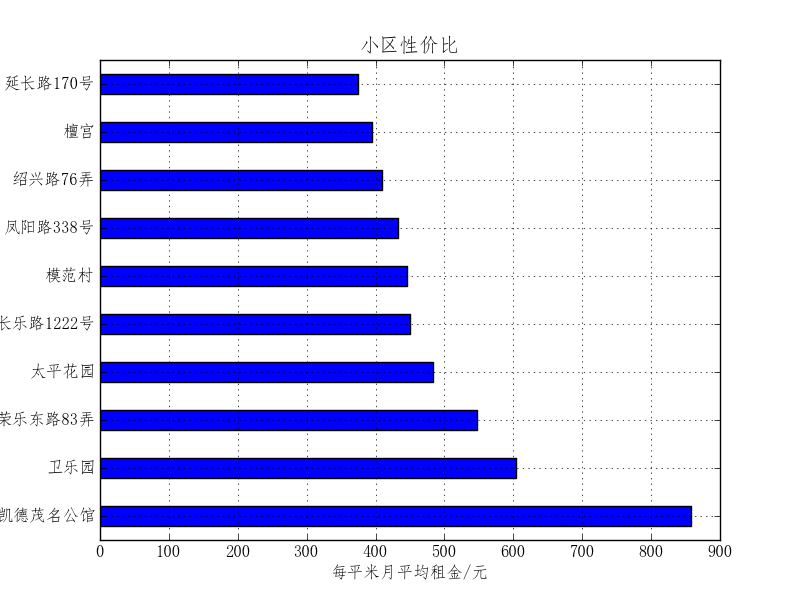 小区性价比
延长路170号
檀宫
绍兴路76弄
凤阳路338号
模范村
长乐路1222号
太平花园
荣乐东路83弄
卫乐园
凯德茂名公馆
0 100 200 300 400 500 600 700 800 900
每平米月平均租金/元